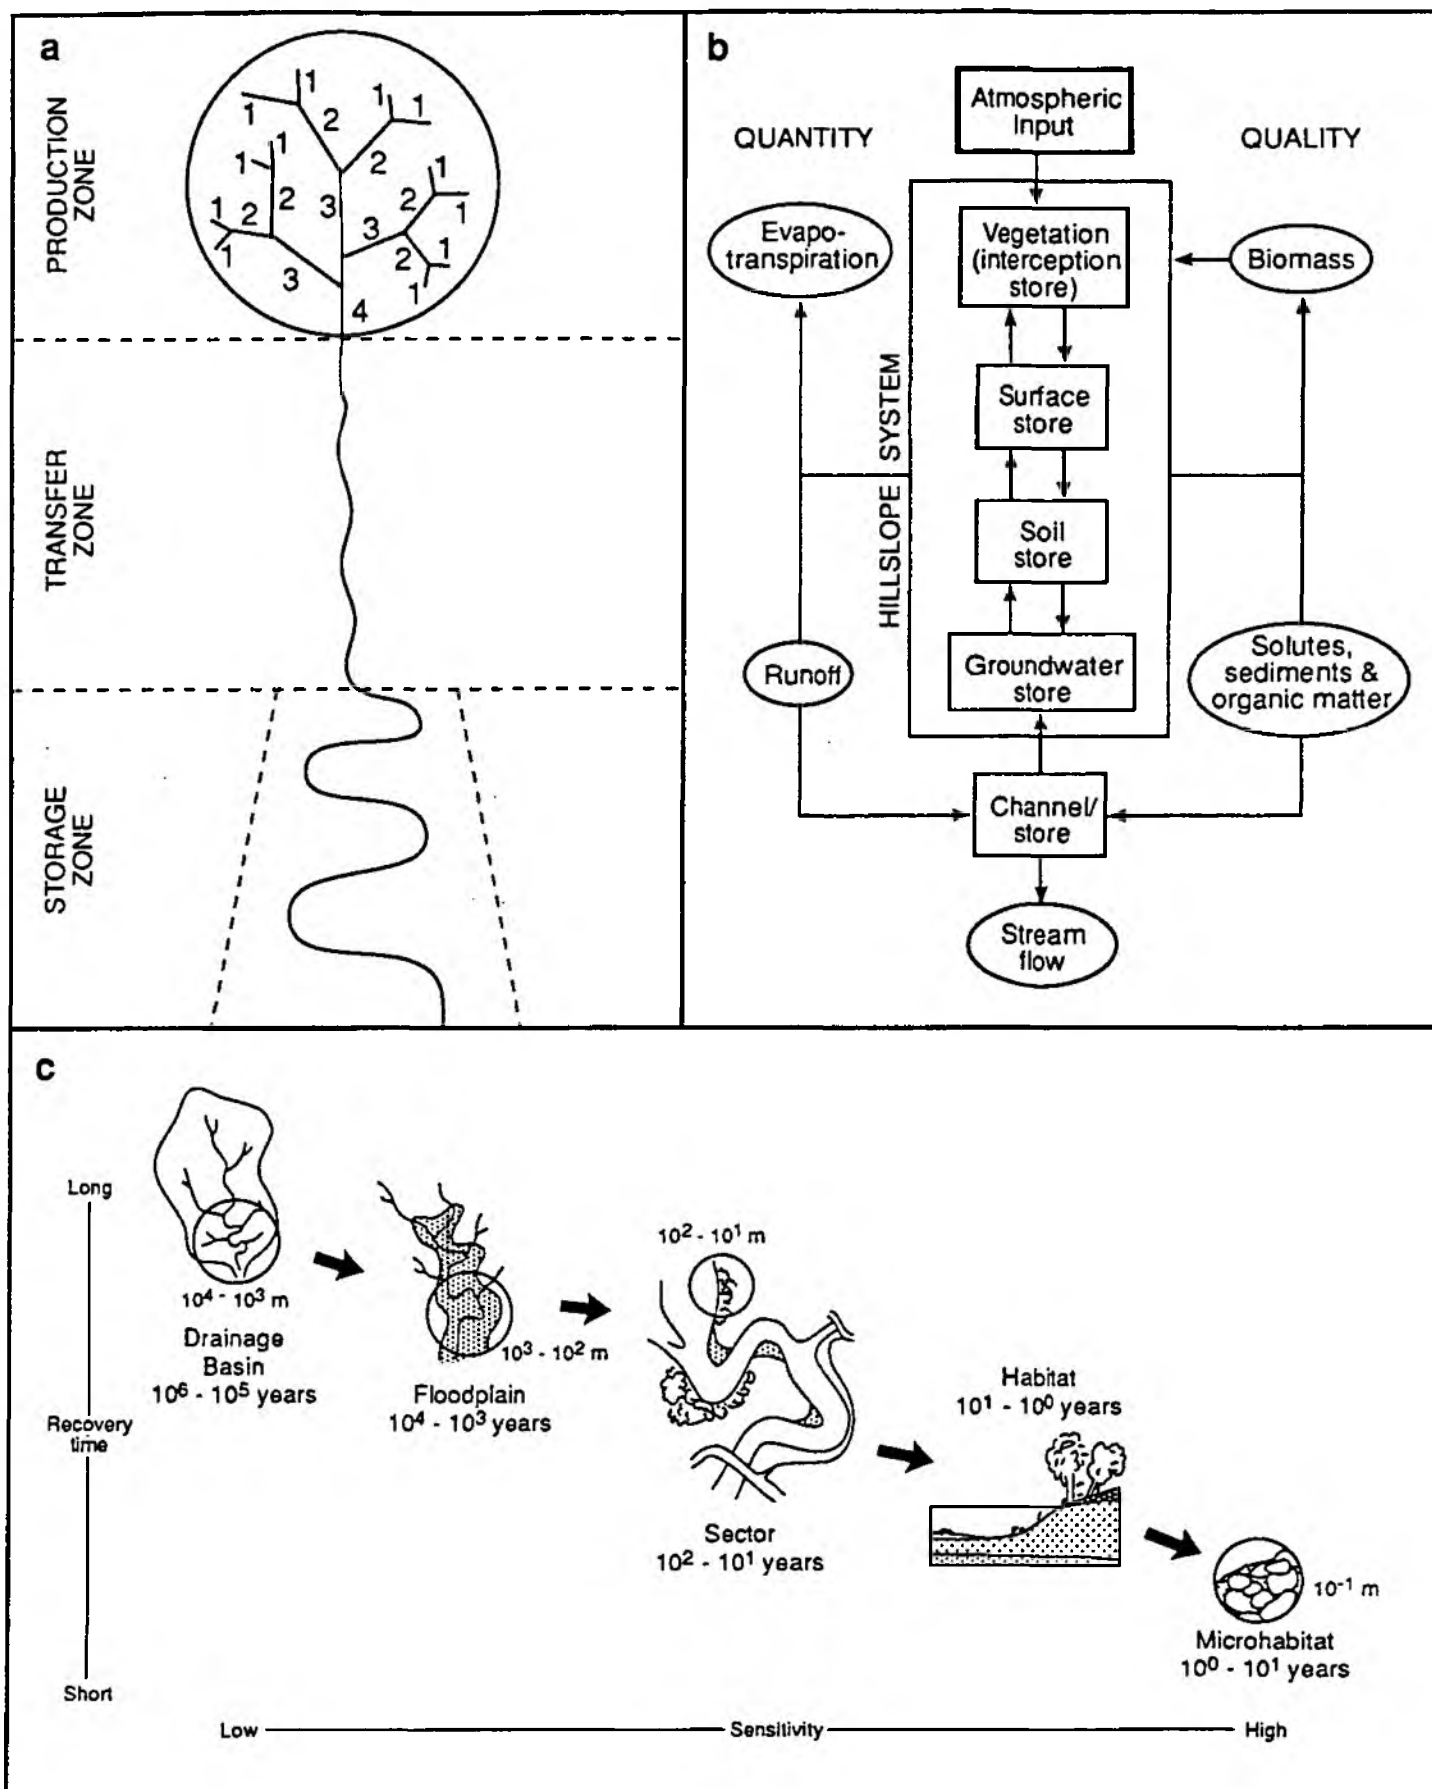 a
PRODUCTION
ZONE
1
1
2
1
1
2
1
1
2
3
1
2
1
1
2
3
1
2
1
1
3
4
TRANSFER
ZONE
STORAGE
ZONE
b
QUANTITY
QUALITY
Atmospheric
Input
Evapo-
transpiration
Vegetation
(interception
store)
Biomass
HILLSLOPE SYSTEM
Surface
store
Soil
store
Runoff
Groundwater
store
Solutes,
sediments &
organic matter
Channel/
store
Stream
flow
c
Long
Recovery
time
Short
10⁴ - 10³ m
Drainage
Basin
10⁶ - 10⁵ years
10³ - 10² m
Floodplain
10⁴ - 10³ years
10² - 10¹ m
Sector
10² - 10¹ years
Habitat
10¹ - 10⁰ years
10⁻¹ m
Microhabitat
10⁰ - 10¹ years
Low
Sensitivity
High